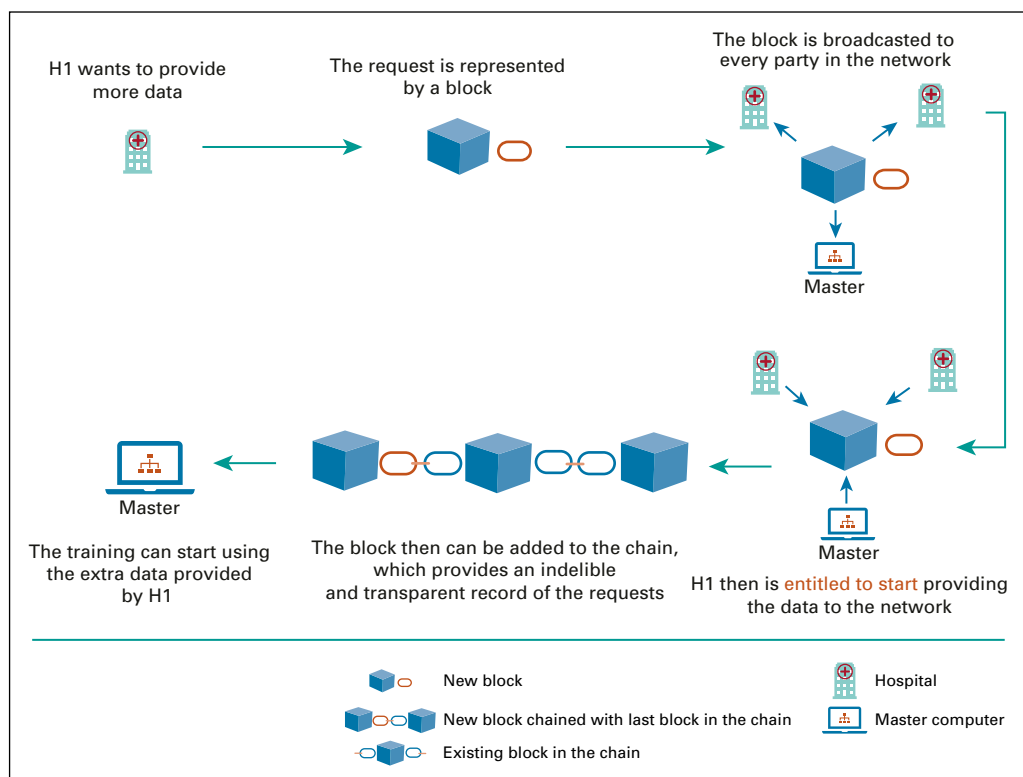 H1 wants to provide
more data
The request is represented
by a block
The block is broadcasted to
every party in the network
Master
Master
H1 then is entitled to start providing
the data to the network
The block then can be added to the chain,
which provides an indelible
and transparent record of the requests
Master
The training can start using
the extra data provided
by H1
New block
New block chained with last block in the chain
Existing block in the chain
Hospital
Master computer